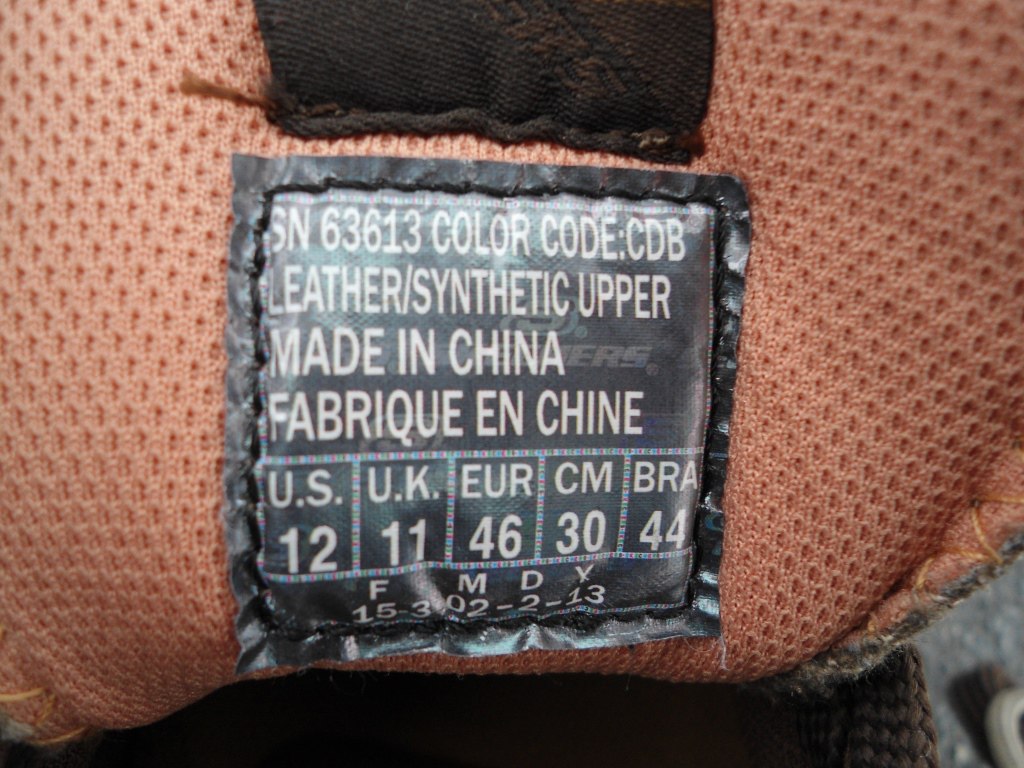 SN 63613 COLOR CODE:CDB
LEATHER/SYNTHETIC UPPER
MADE IN CHINA
FABRIQUE EN CHINE
U.S. U.K. EUR CM BRA
12 11 46 30 44
F M D Y
15-3 02-2-13